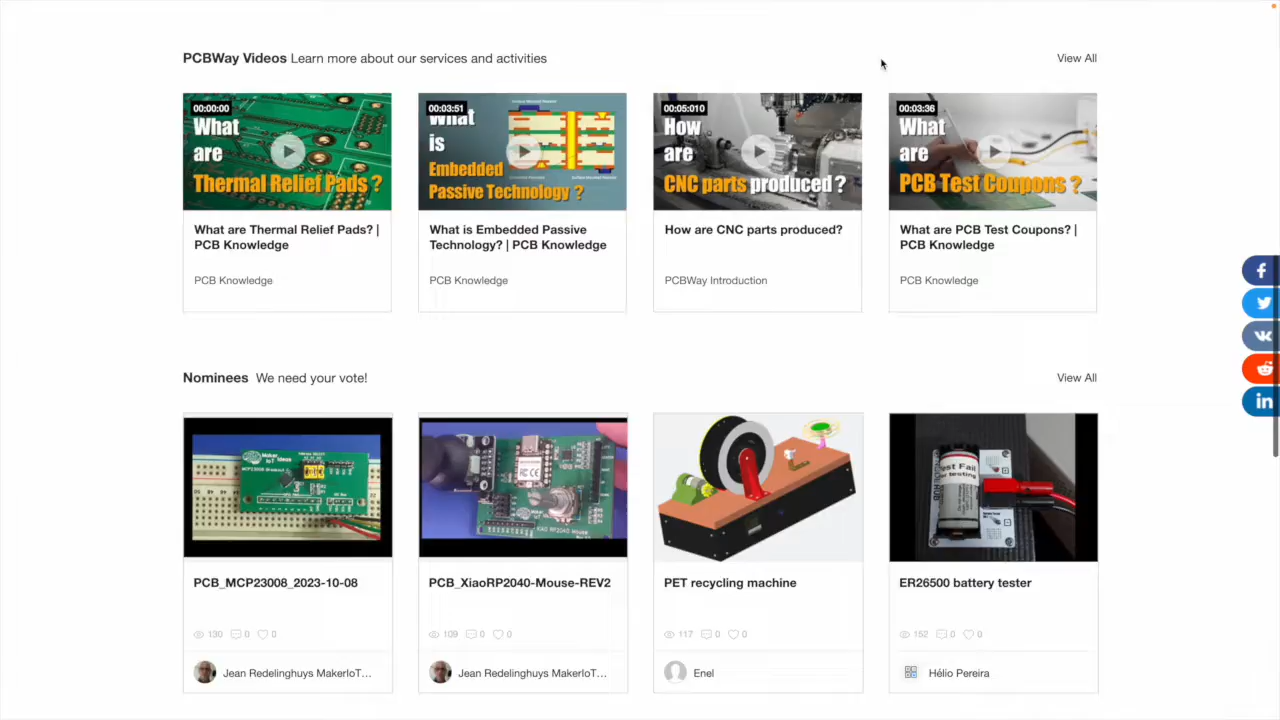 PCBWay Videos Learn more about our services and activities
View All
00:00:00
What
are
Thermal Relief Pads ?
00:03:51
What
is
Embedded
Passive Technology ?
00:05:010
How
are
CNC parts produced ?
00:03:36
What
are
PCB Test Coupons ?
What are Thermal Relief Pads? |
PCB Knowledge
PCB Knowledge
What is Embedded Passive
Technology? | PCB Knowledge
PCB Knowledge
How are CNC parts produced?
PCBWay Introduction
What are PCB Test Coupons? |
PCB Knowledge
PCB Knowledge
Nominees We need your vote!
View All
Test Fail
PCB_MCP23008_2023-10-08
130 0 0
Jean Redelinghuys MakerIoT...
PCB_XiaoRP2040-Mouse-REV2
109 0 0
Jean Redelinghuys MakerIoT...
PET recycling machine
117 0 0
Enel
ER26500 battery tester
152 0 0
Hélio Pereira